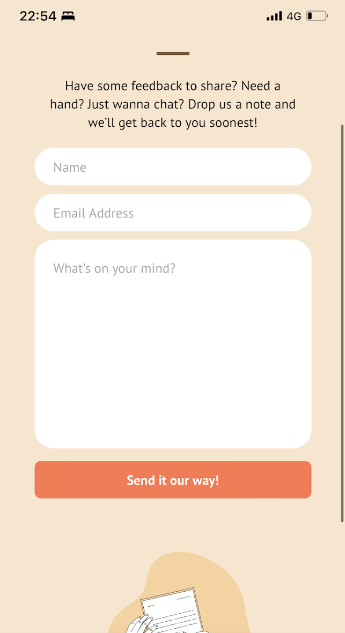 22:54 4G
Have some feedback to share? Need a
hand? Just wanna chat? Drop us a note and
we'll get back to you soonest!
Name
Email Address
What's on your mind?
Send it our way!